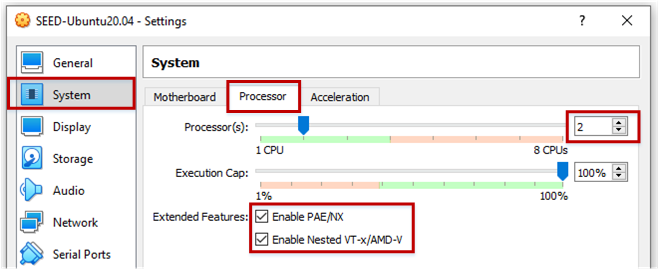 SEED-Ubuntu20.04 - Settings ? ×
General
System
Display
Storage
Audio
Network
Serial Ports
System
Motherboard Processor Acceleration
Processor(s): 2
1 CPU 8 CPUs
Execution Cap: 100%
1% 100%
Extended Features: Enable PAE/NX
Enable Nested VT-x/AMD-V